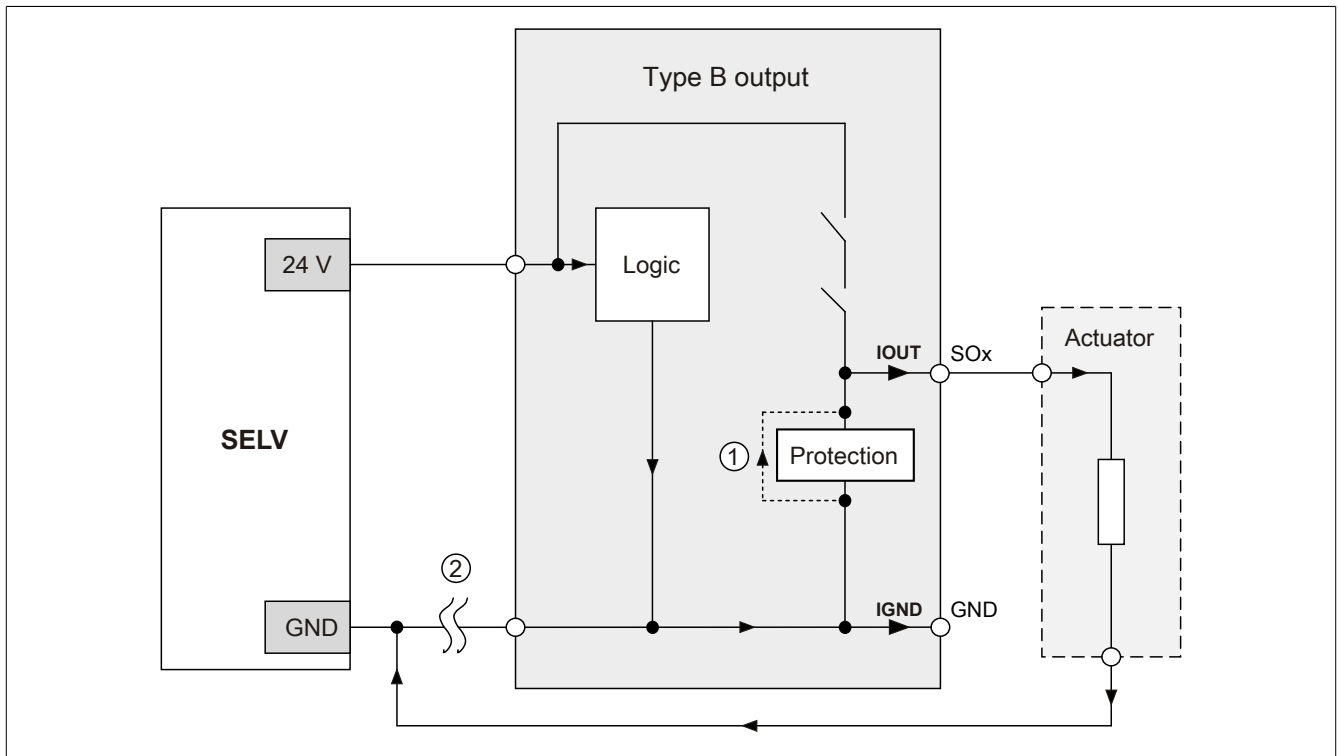 Type B output
24 V
Logic
SELV
IOUT
SOx
Actuator
1
Protection
2
GND
IGND
GND